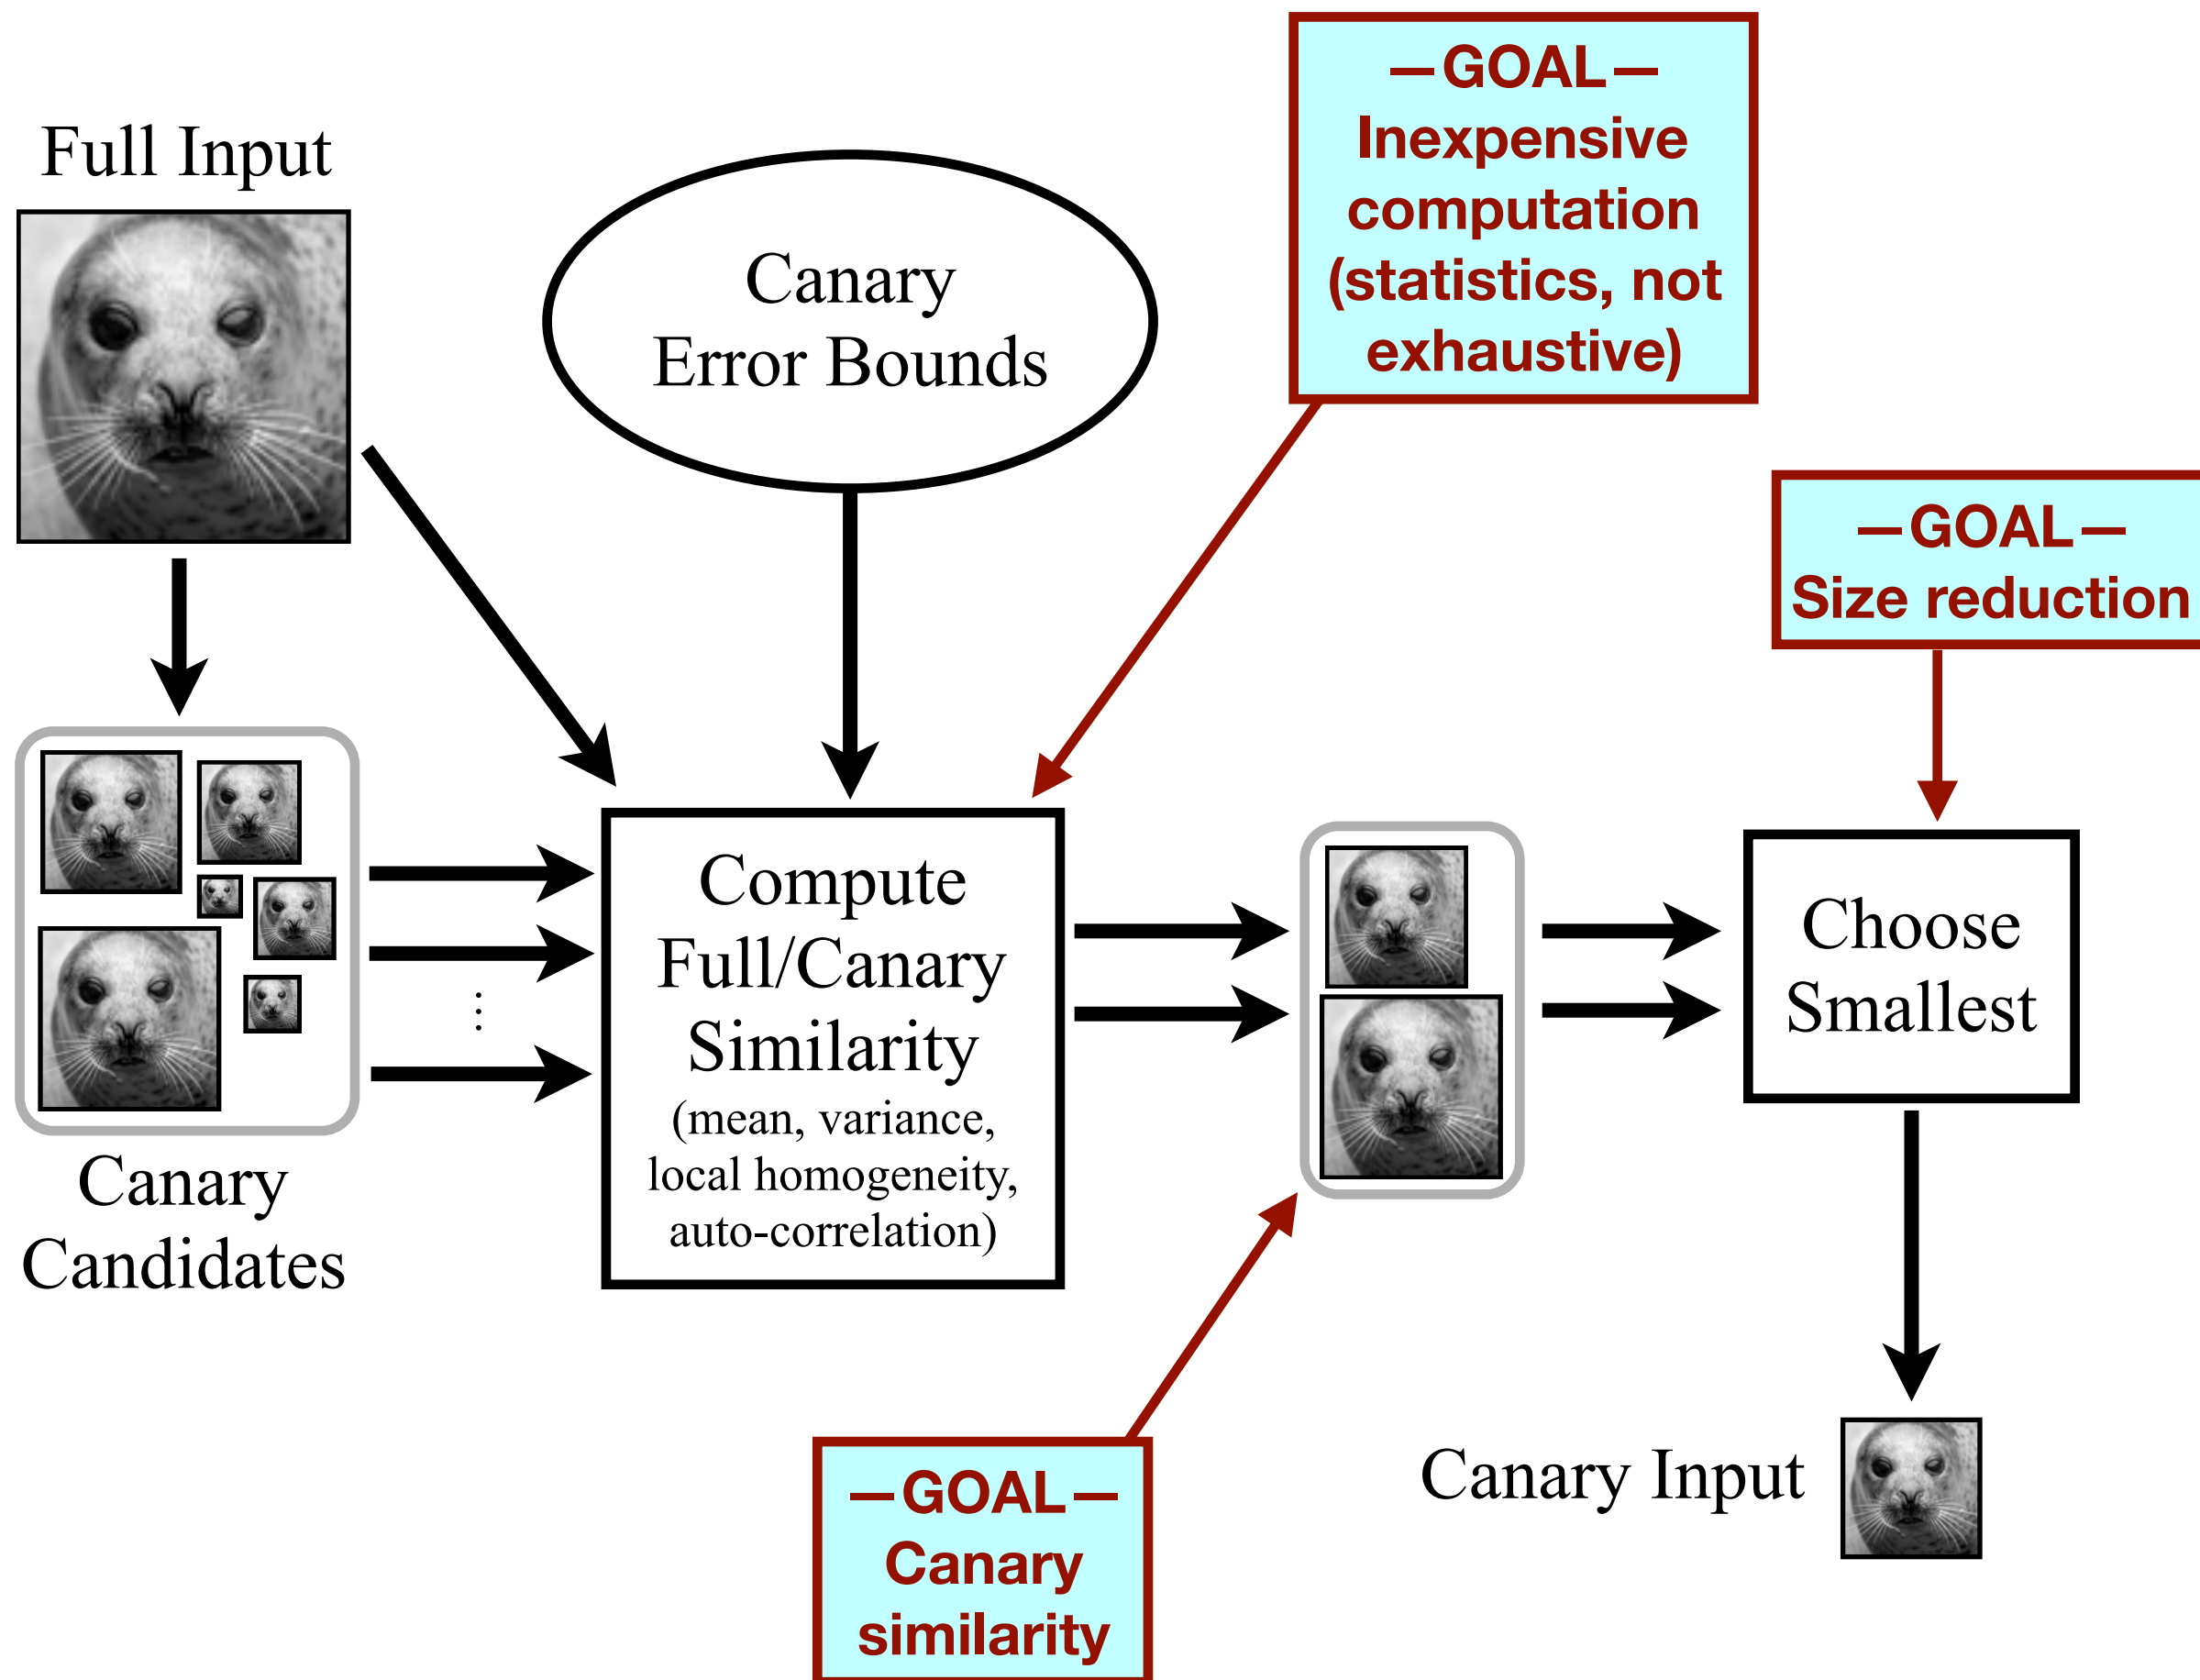 Full Input
Canary
Error Bounds
—GOAL—
Inexpensive
computation
(statistics, not
exhaustive)
—GOAL—
Size reduction
Canary
Candidates
⋮
Compute
Full/Canary
Similarity
(mean, variance,
local homogeneity,
auto-correlation)
Choose
Smallest
—GOAL—
Canary
similarity
Canary Input